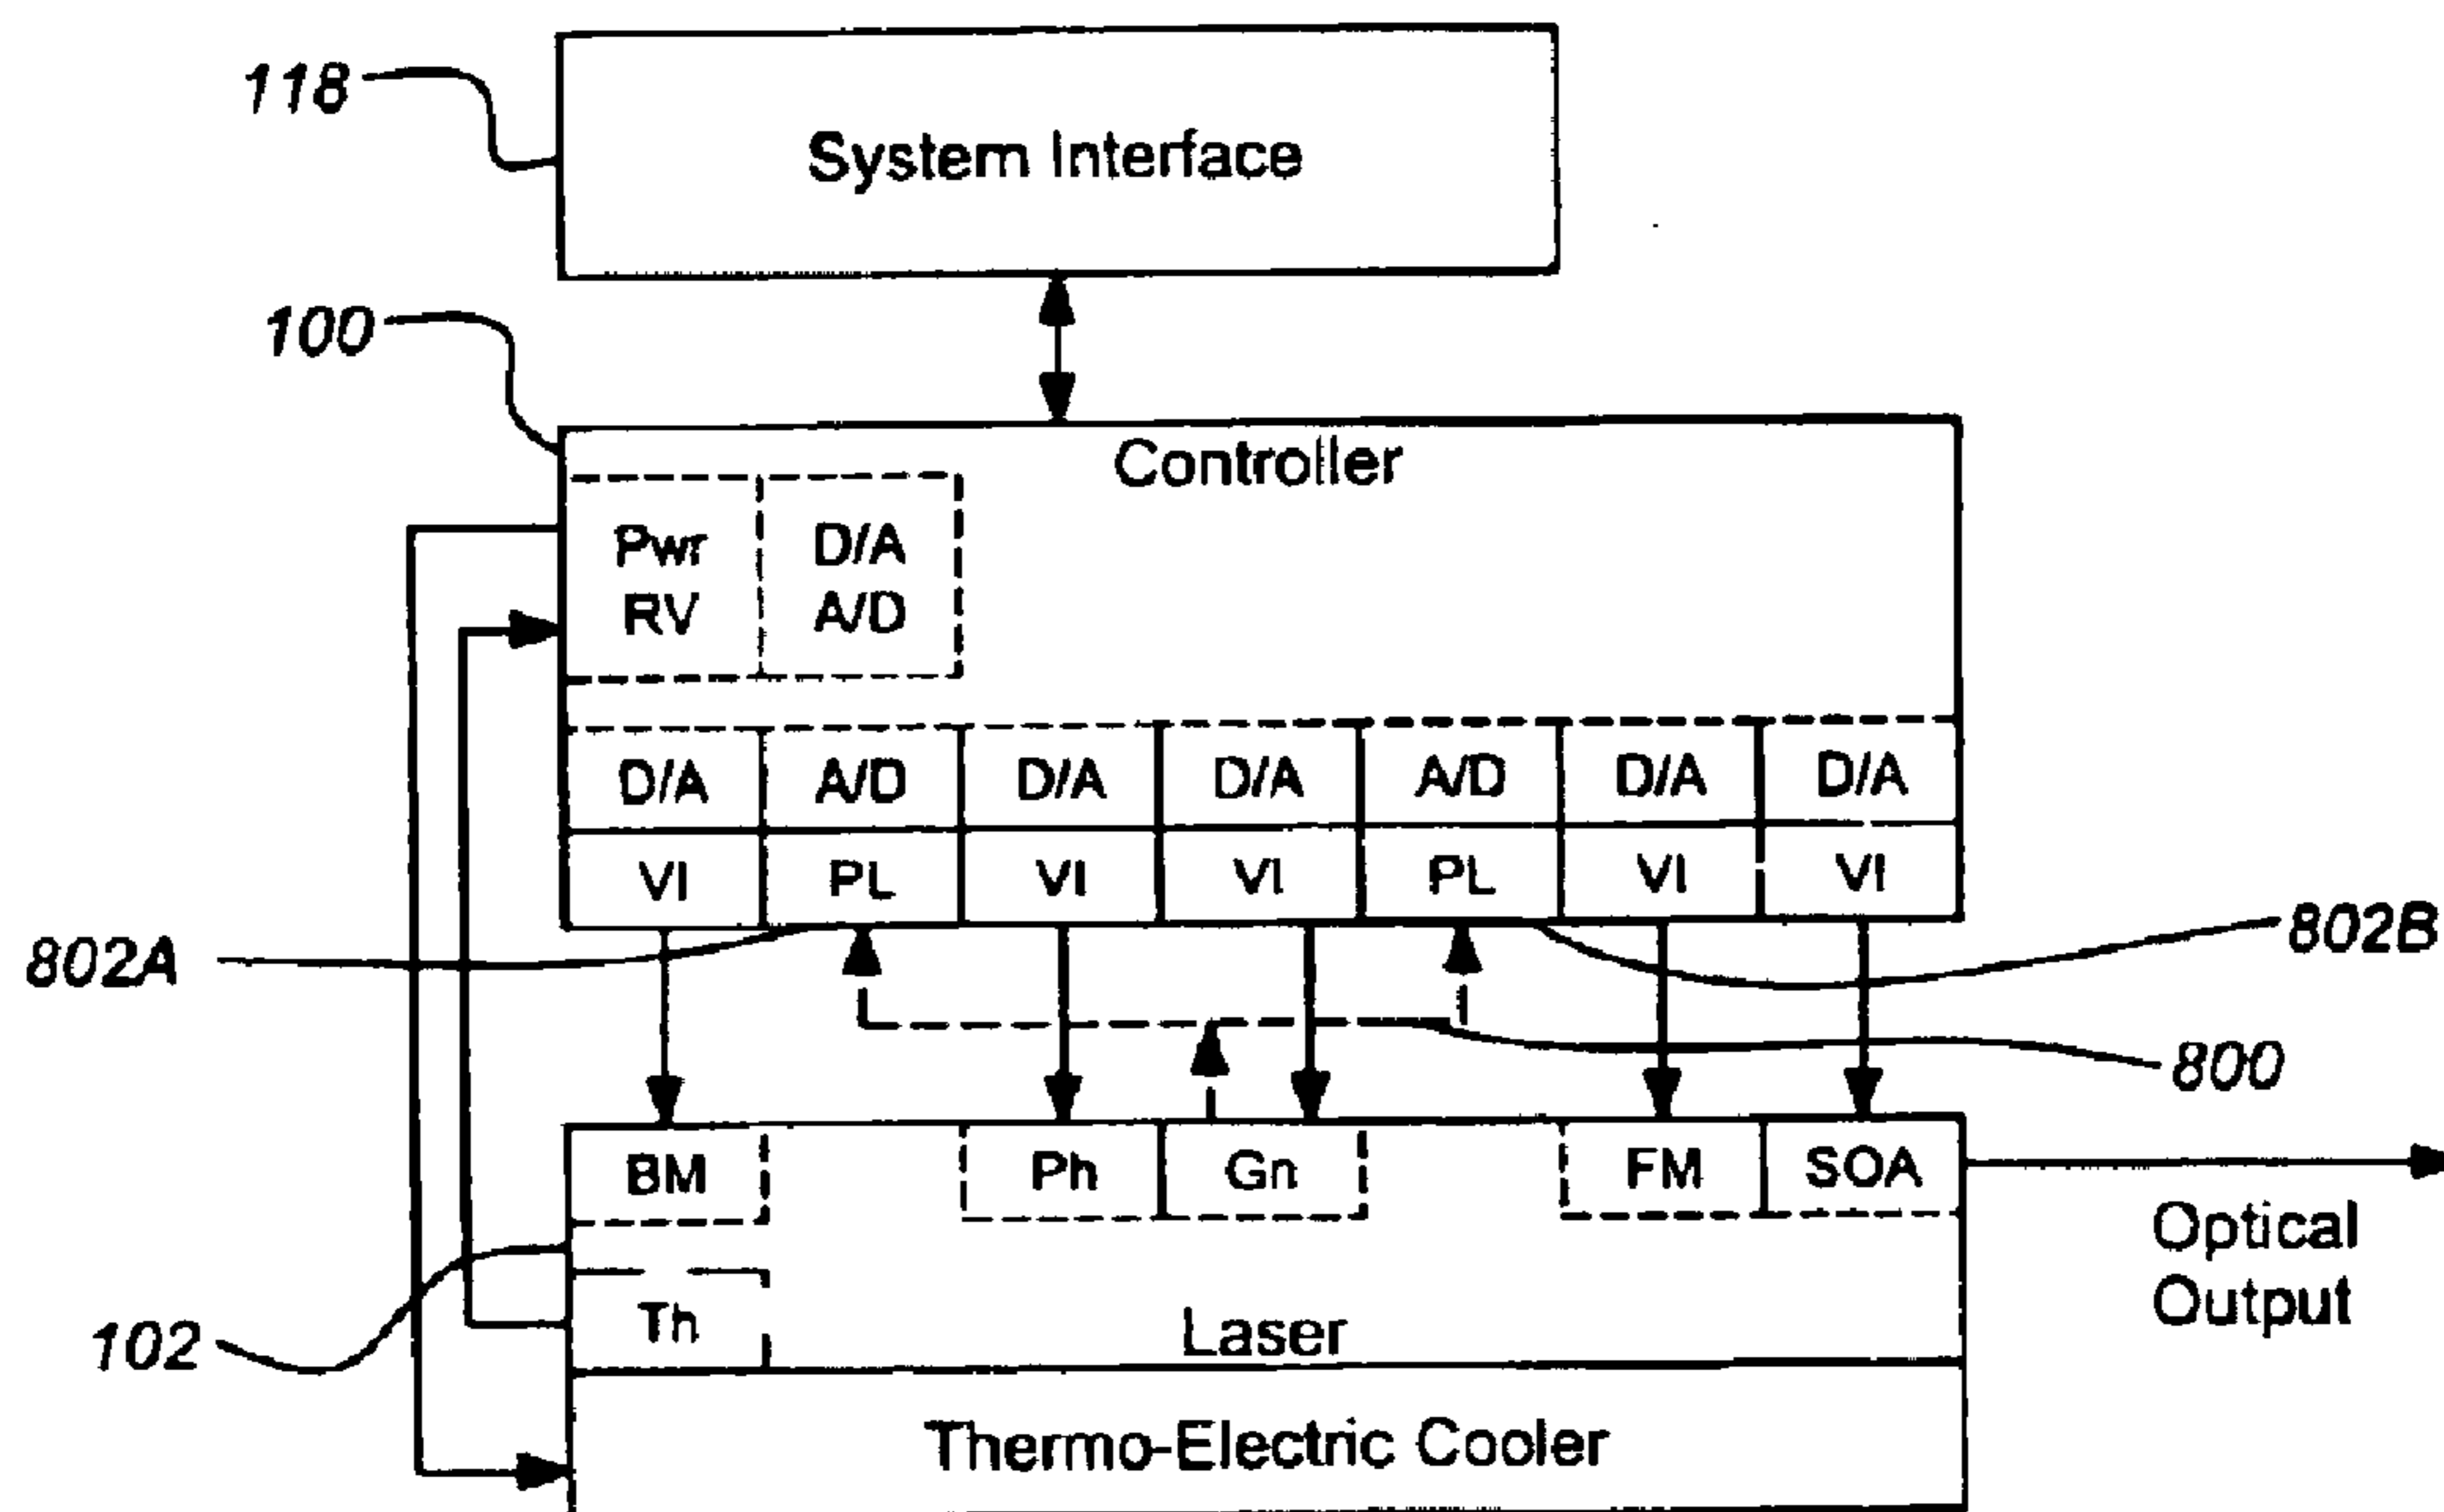 118
System Interface
100
Controller
Pwr D/A
RV A/D
D/A A/D D/A D/A A/D D/A D/A
VI PL VI VI PL VI VI
802A
802B
800
BM Ph Gn FM SOA
Optical
Output
102
Th
Laser
Thermo-Electric Cooler